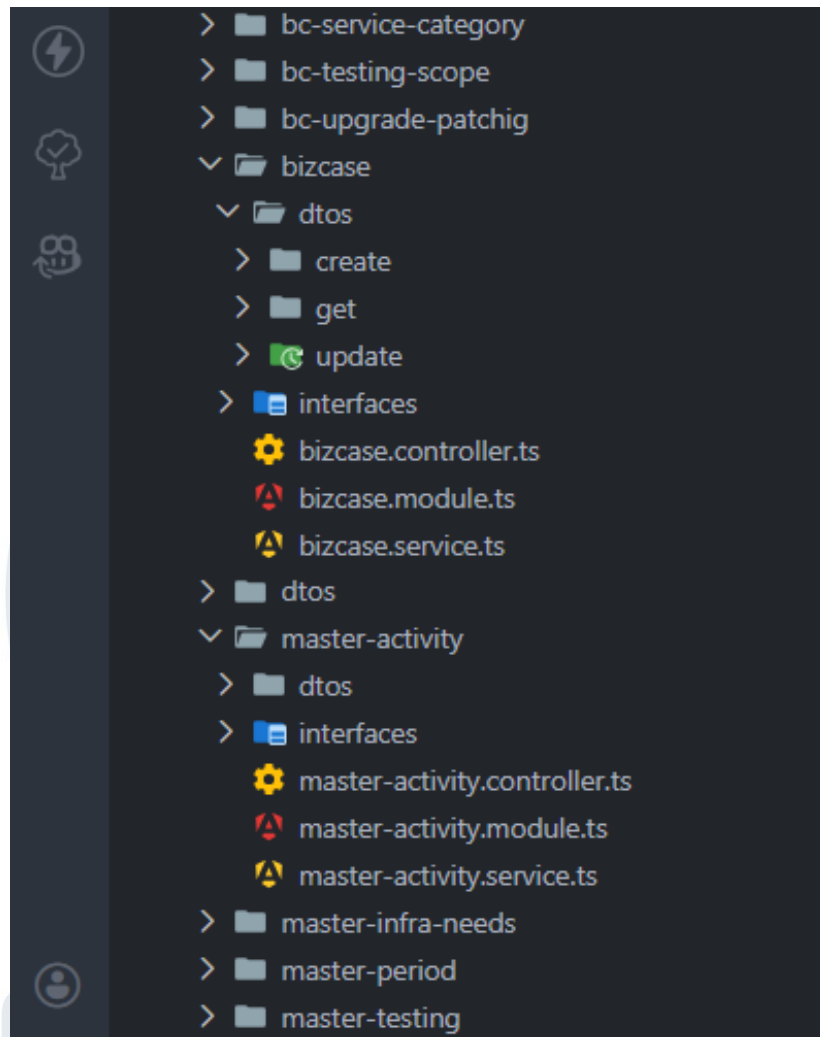 bc-service-category
bc-testing-scope
bc-upgrade-patchig
bizcase
dtos
create
get
update
interfaces
bizcase.controller.ts
bizcase.module.ts
bizcase.service.ts
dtos
master-activity
dtos
interfaces
master-activity.controller.ts
master-activity.module.ts
master-activity.service.ts
master-infra-needs
master-period
master-testing